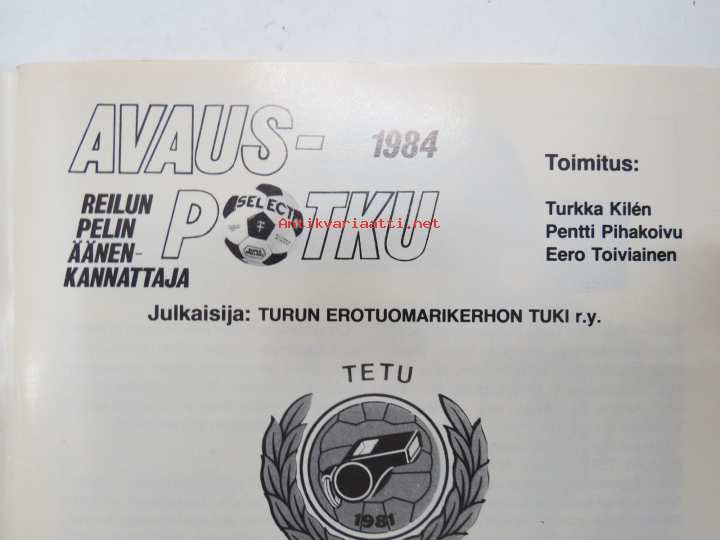 AVAUS-
1984
REILUN
PELIN
ÄÄNEN-
KANNATTAJA
POTKU
SELECT
Antikvariaatti.net
Toimitus:
Turkka Kilén
Pentti Pihakoivu
Eero Toiviainen
Julkaisija: TURUN EROTUOMARIKERHON TUKI r.y.
TETU
1981